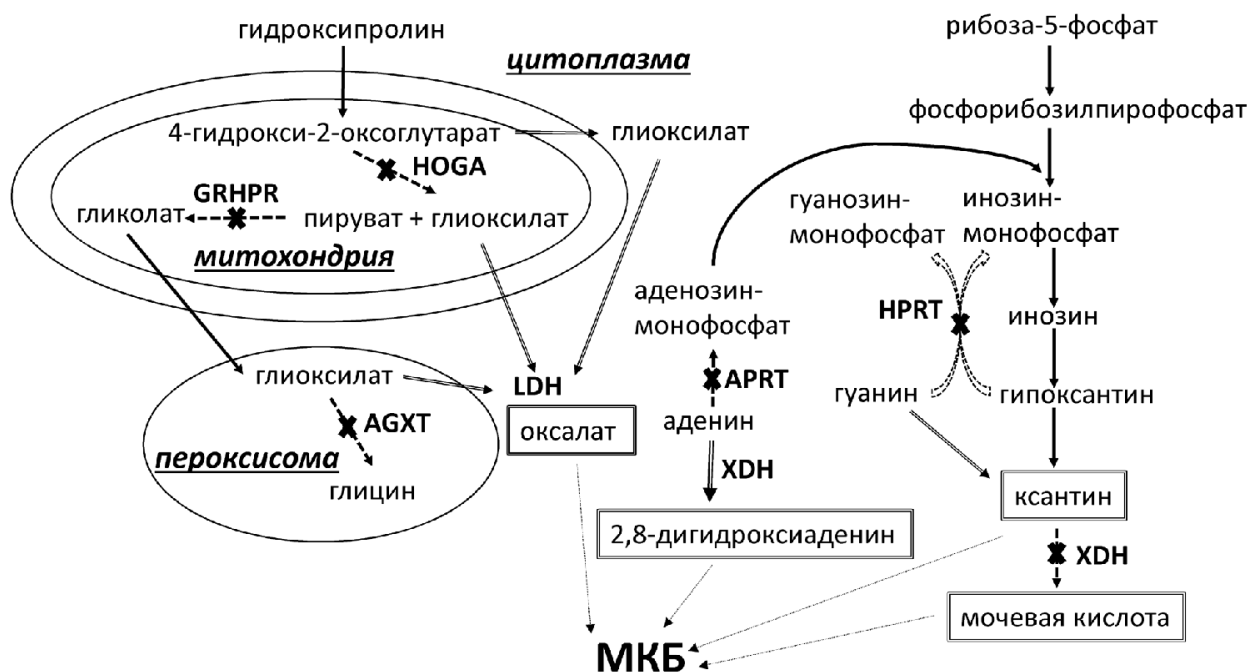 гидроксипролин
цитоплазма
4-гидрокси-2-оксоглутарат
глиоксилат
HOGA
GRHPR
гликолат
пируват + глиоксилат
митохондрия
глиоксилат
AGXT
пероксисома
глицин
LDH
оксалат
рибоза-5-фосфат
фосфорибозилпирофосфат
гуанозин-
монофосфат
инозин-
монофосфат
аденозин-
монофосфат
HPRT
инозин
APRT
гуанин
гипоксантин
аденин
XDH
ксантин
2,8-дигидроксиаденин
XDH
мочевая кислота
МКБ